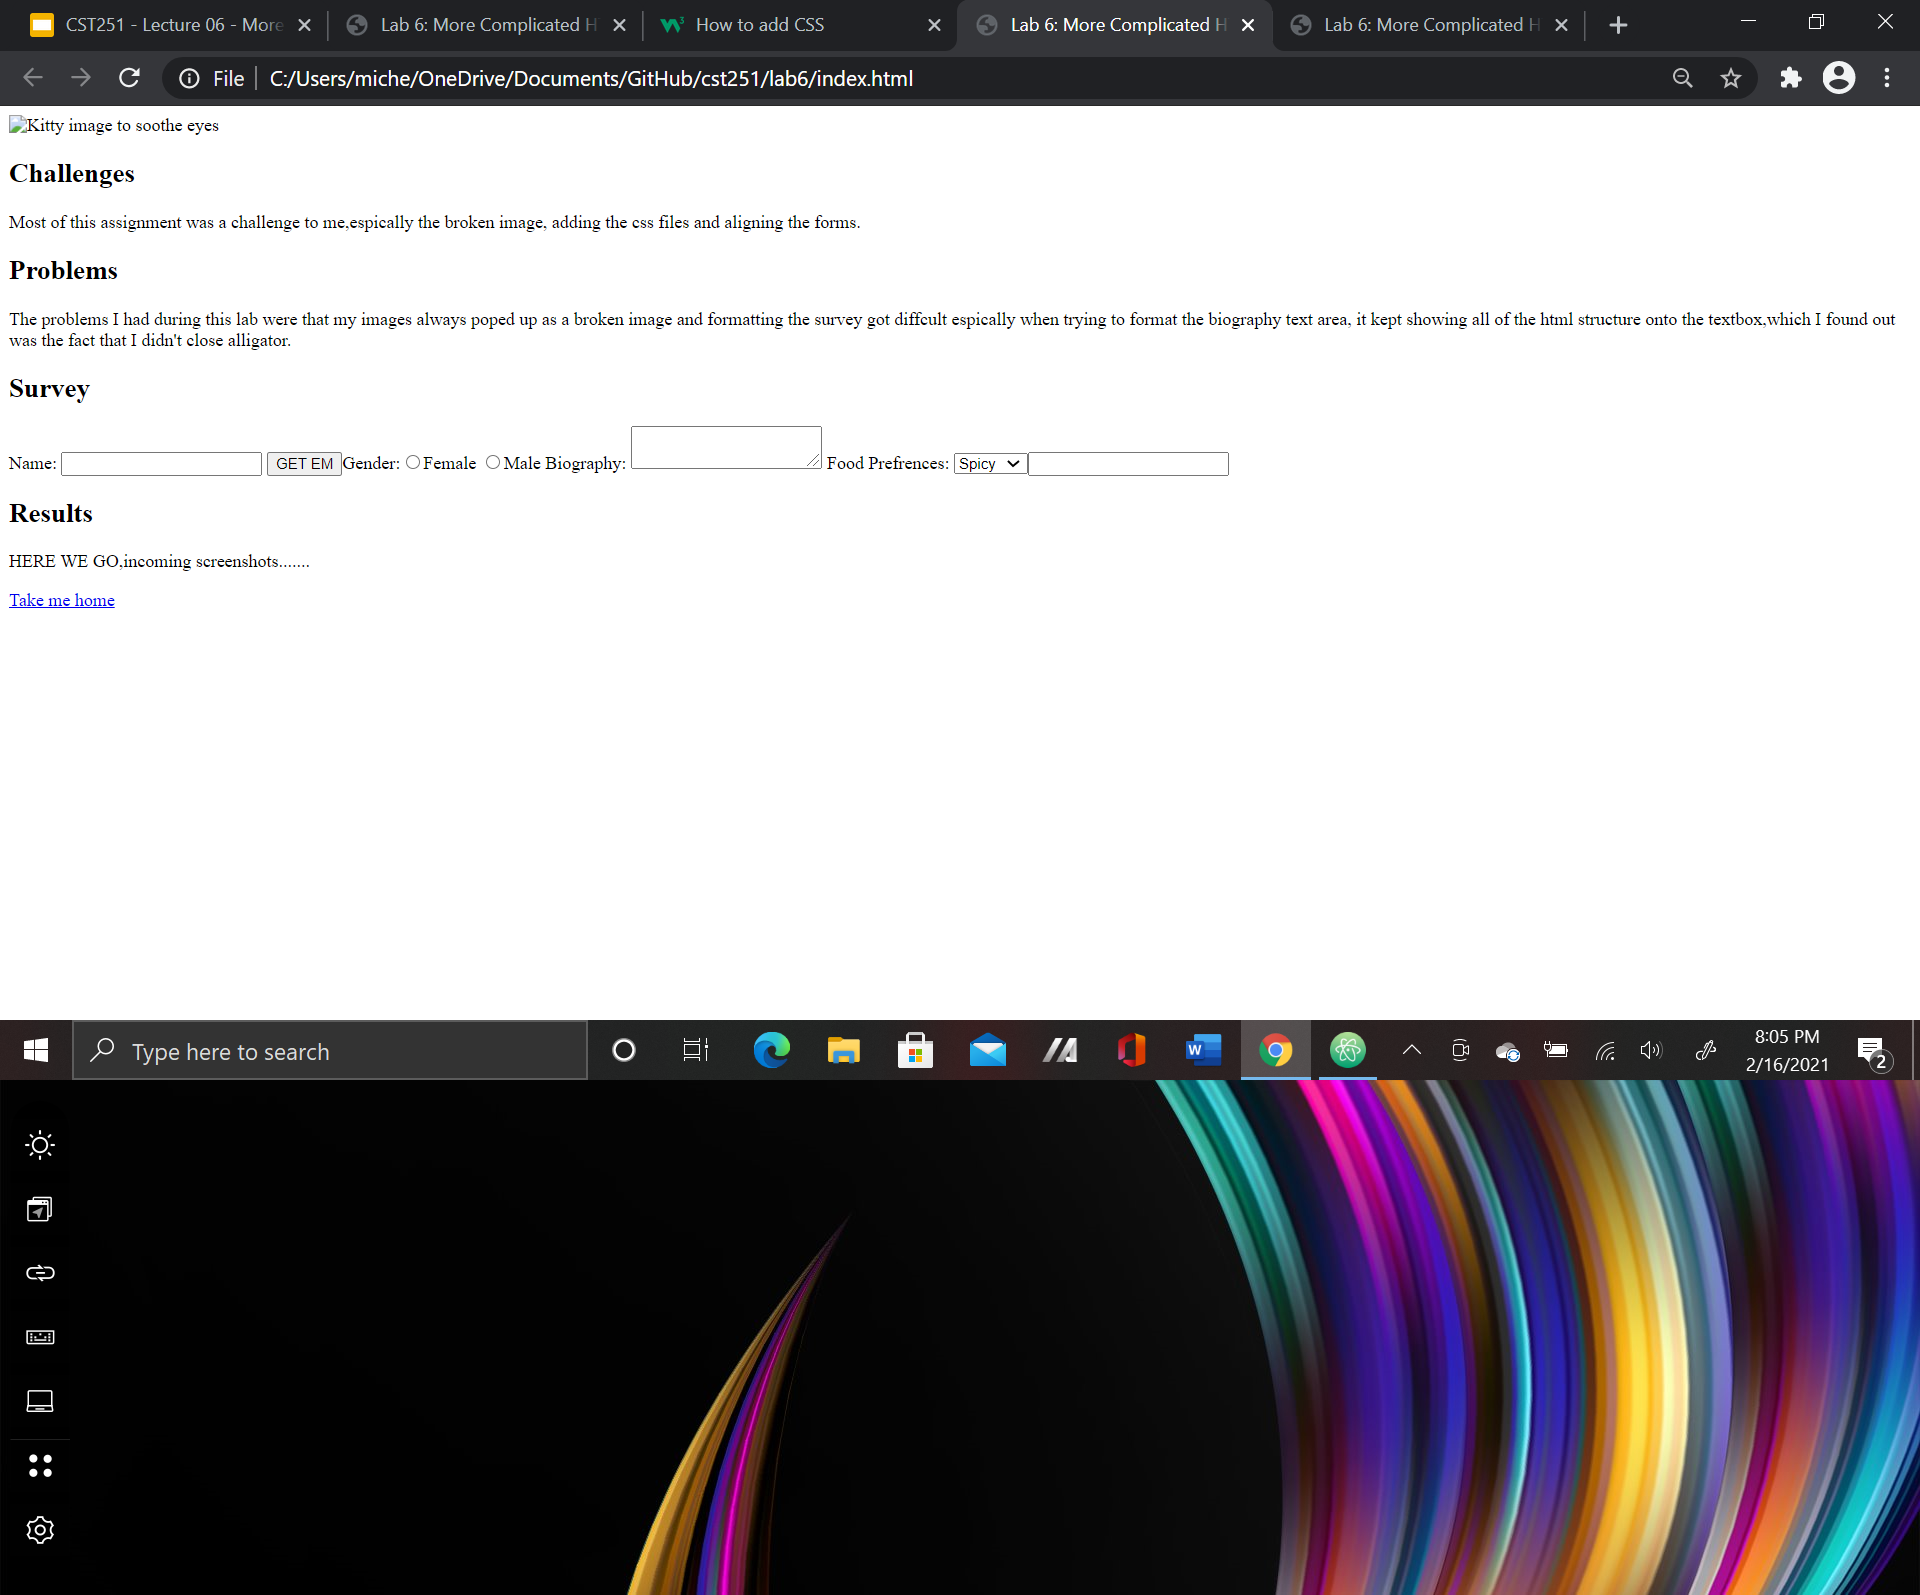 CST251 - Lecture 06 - More
Lab 6: More Complicated H
How to add CSS
Lab 6: More Complicated H
Lab 6: More Complicated H
File
C:/Users/miche/OneDrive/Documents/GitHub/cst251/lab6/index.html
Kitty image to soothe eyes
Challenges
Most of this assignment was a challenge to me,espically the broken image, adding the css files and aligning the forms.
Problems
The problems I had during this lab were that my images always poped up as a broken image and formatting the survey got diffcult espically when trying to format the biography text area, it kept showing all of the html structure onto the textbox,which I found out
was the fact that I didn't close alligator.
Survey
Name: GET EM Gender: Female Male Biography: Food Prefrences: Spicy
Results
HERE WE GO,incoming screenshots.......
Take me home
Type here to search
W
8:05 PM
2/16/2021
2